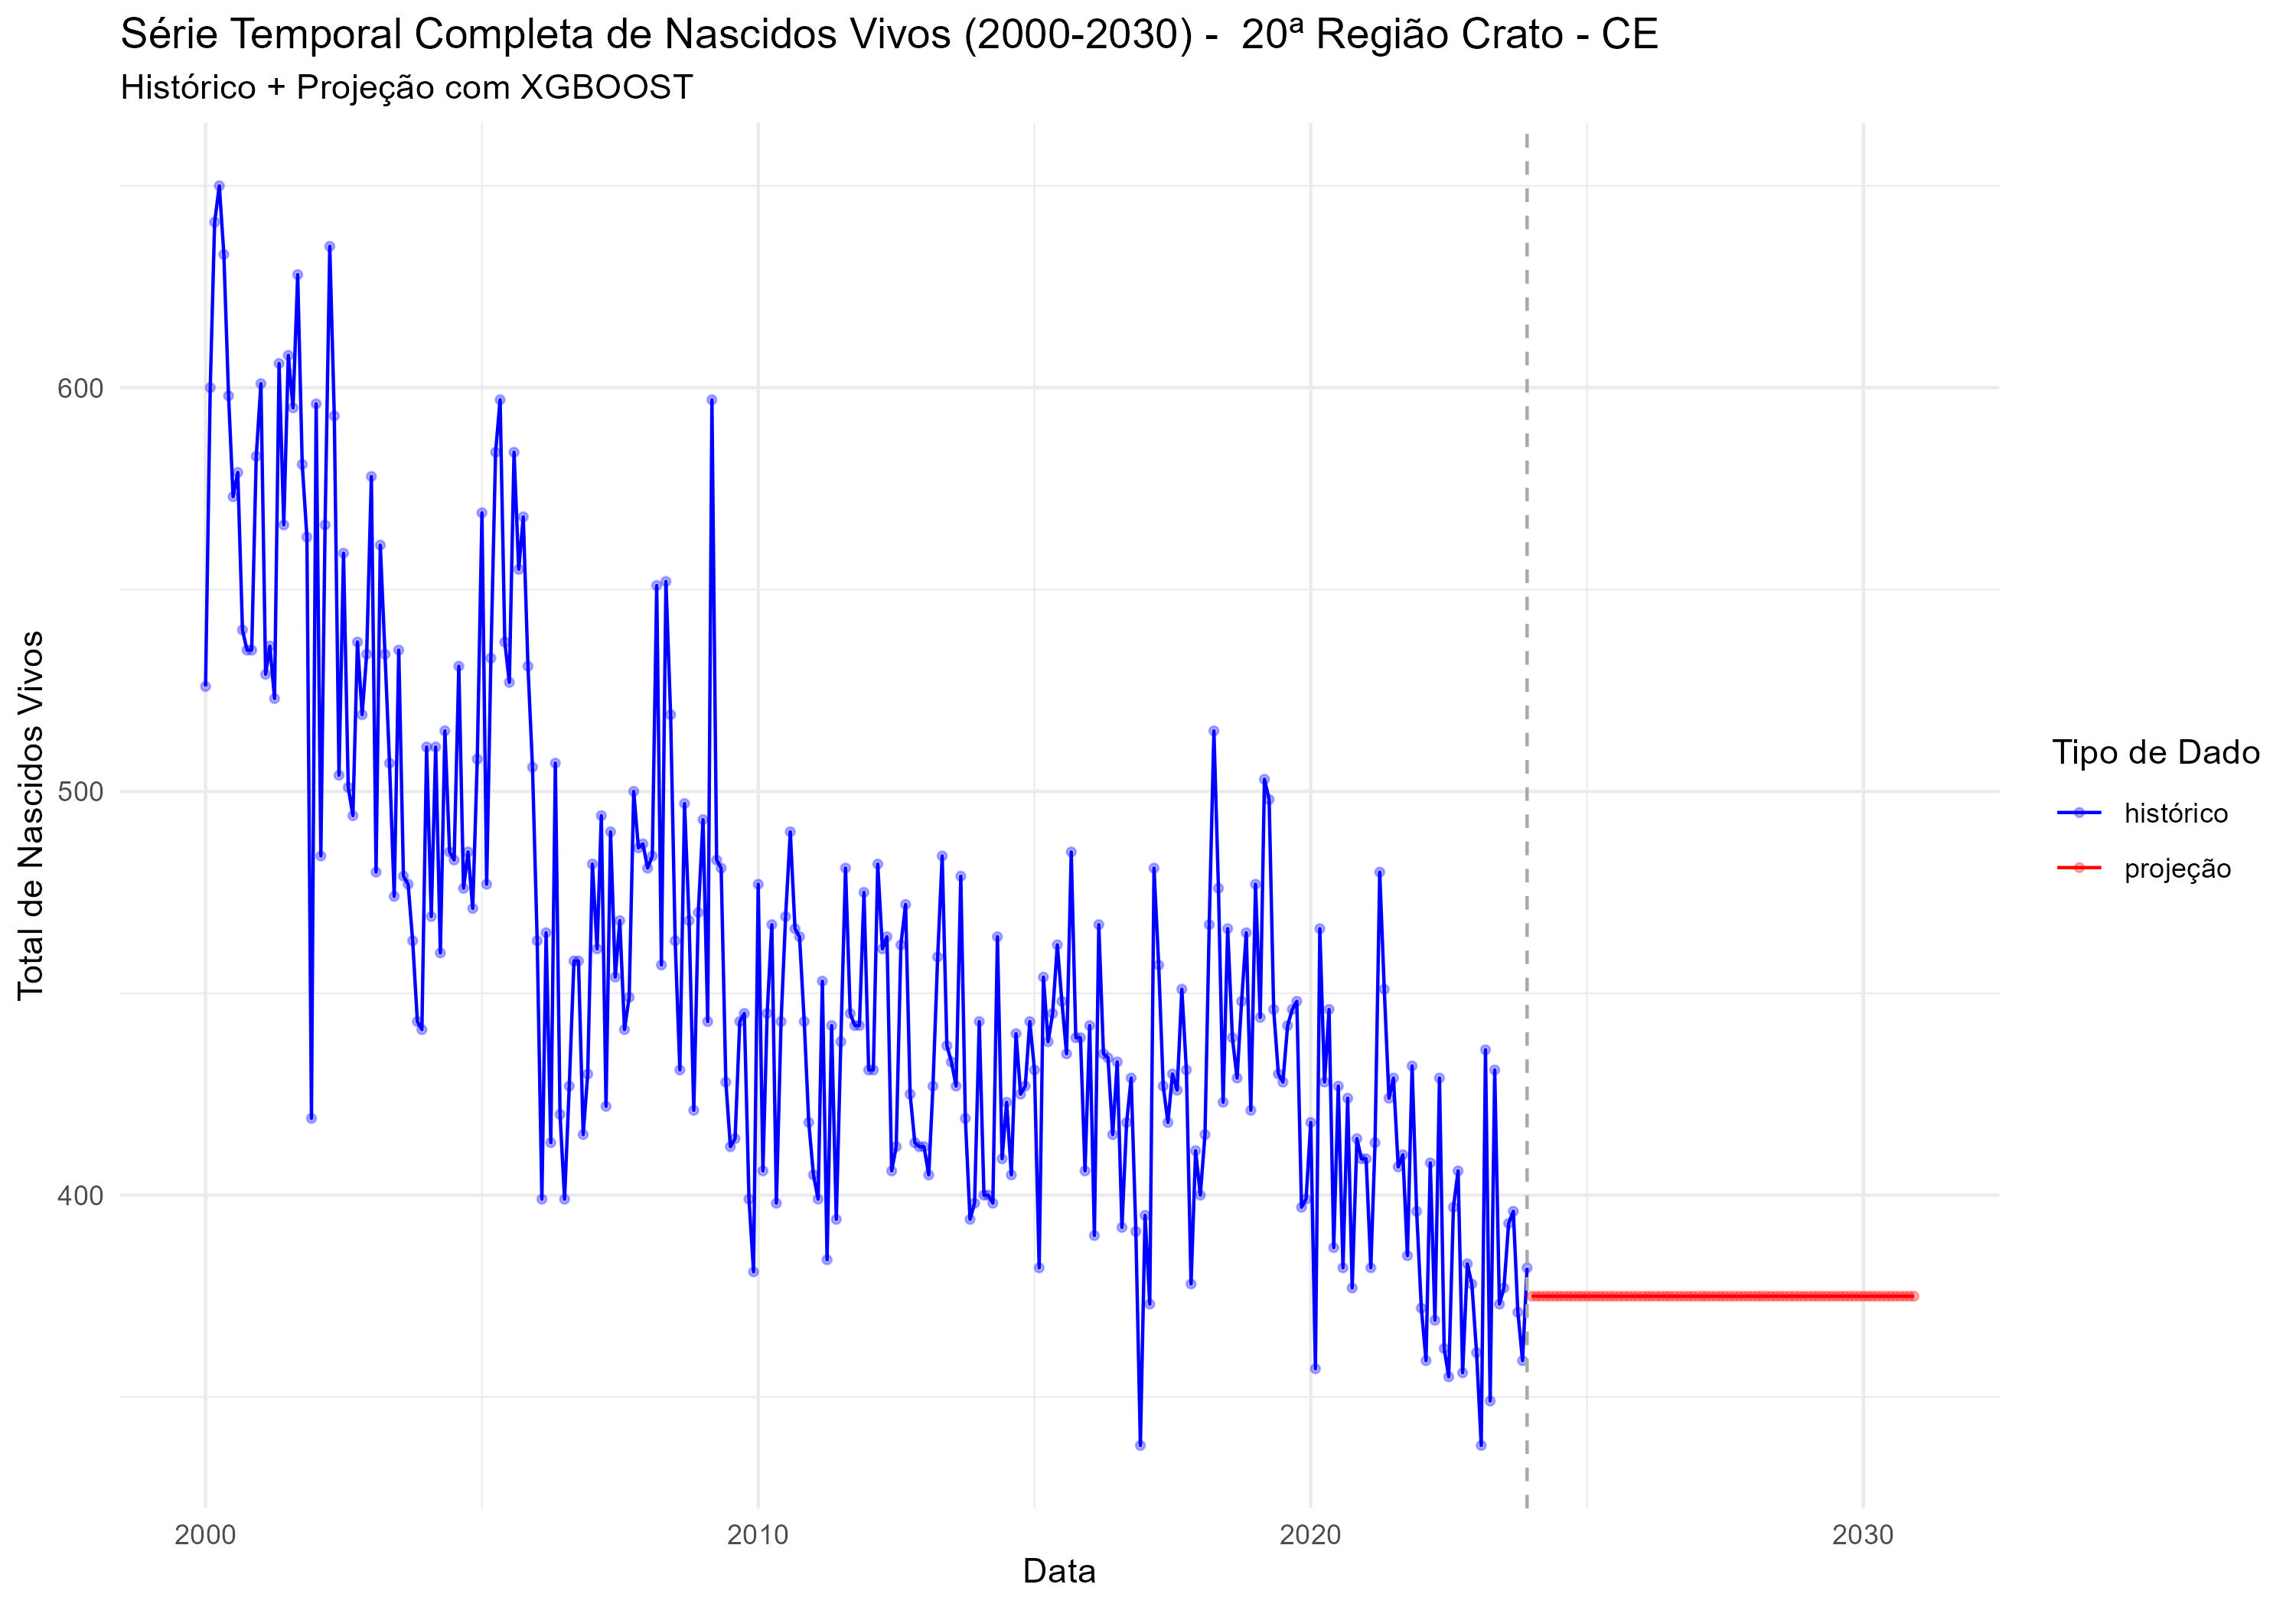 Série Temporal Completa de Nascidos Vivos (2000-2030) -  20ª Região Crato - CE
Histórico + Projeção com XGBOOST
Total de Nascidos Vivos
600
500
400
2000
2010
2020
2030
Data
Tipo de Dado
histórico
projeção